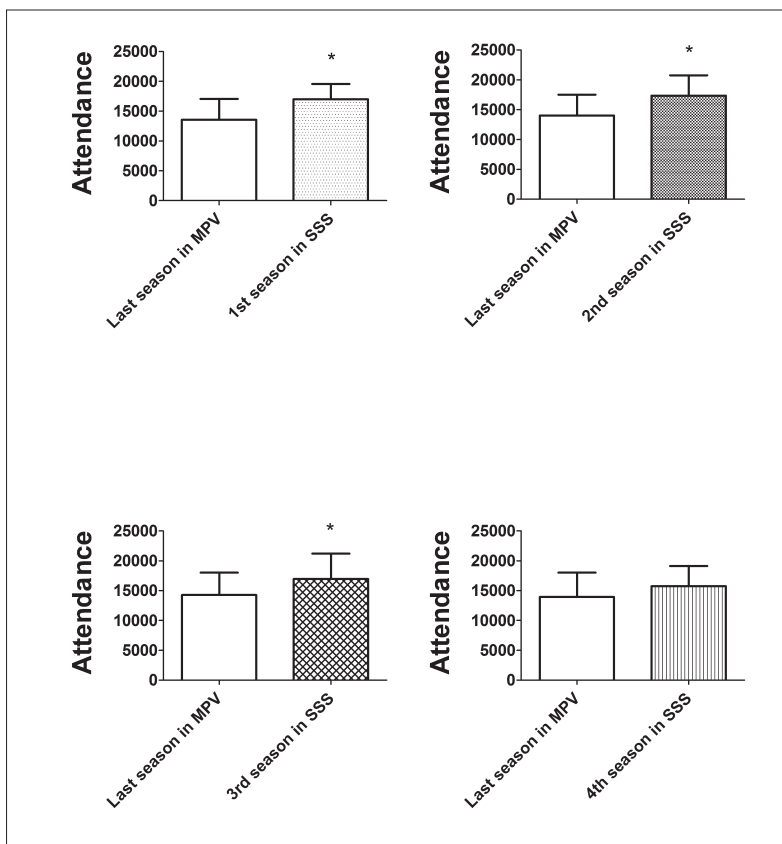 *
25000
20000
15000
10000
5000
0
Attendance
Last season in MPV
1st season in SSS
*
25000
20000
15000
10000
5000
0
Attendance
Last season in MPV
2nd season in SSS
*
25000
20000
15000
10000
5000
0
Attendance
Last season in MPV
3rd season in SSS
25000
20000
15000
10000
5000
0
Attendance
Last season in MPV
4th season in SSS